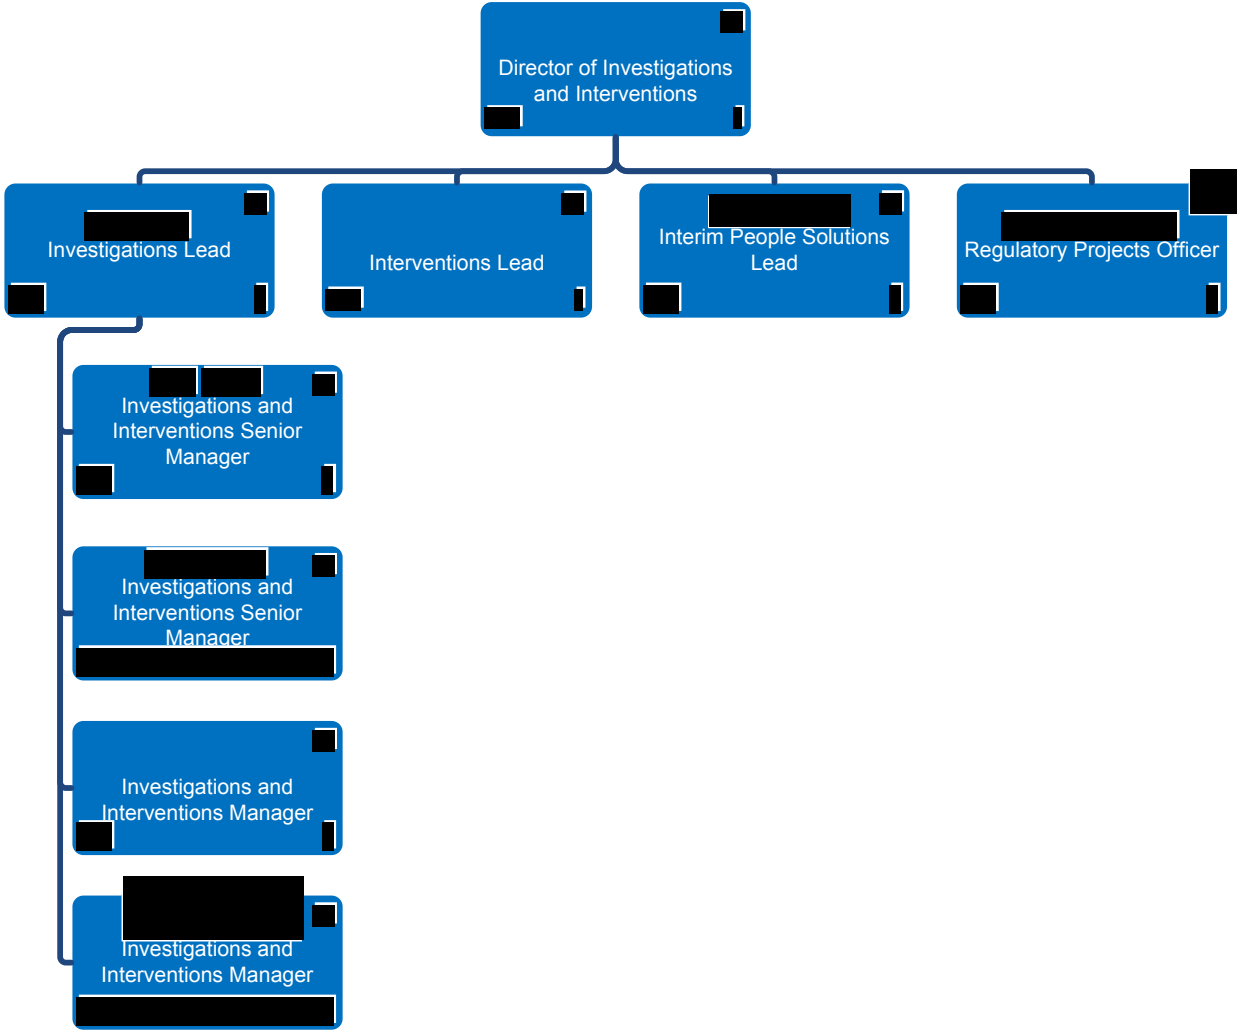 Director of Investigations
and Interventions
Investigations Lead
Interventions Lead
Interim People Solutions
Lead
Regulatory Projects Officer
Investigations and
Interventions Senior
Manager
Investigations and
Interventions Senior
Manager
Investigations and
Interventions Manager
Investigations and
Interventions Manager